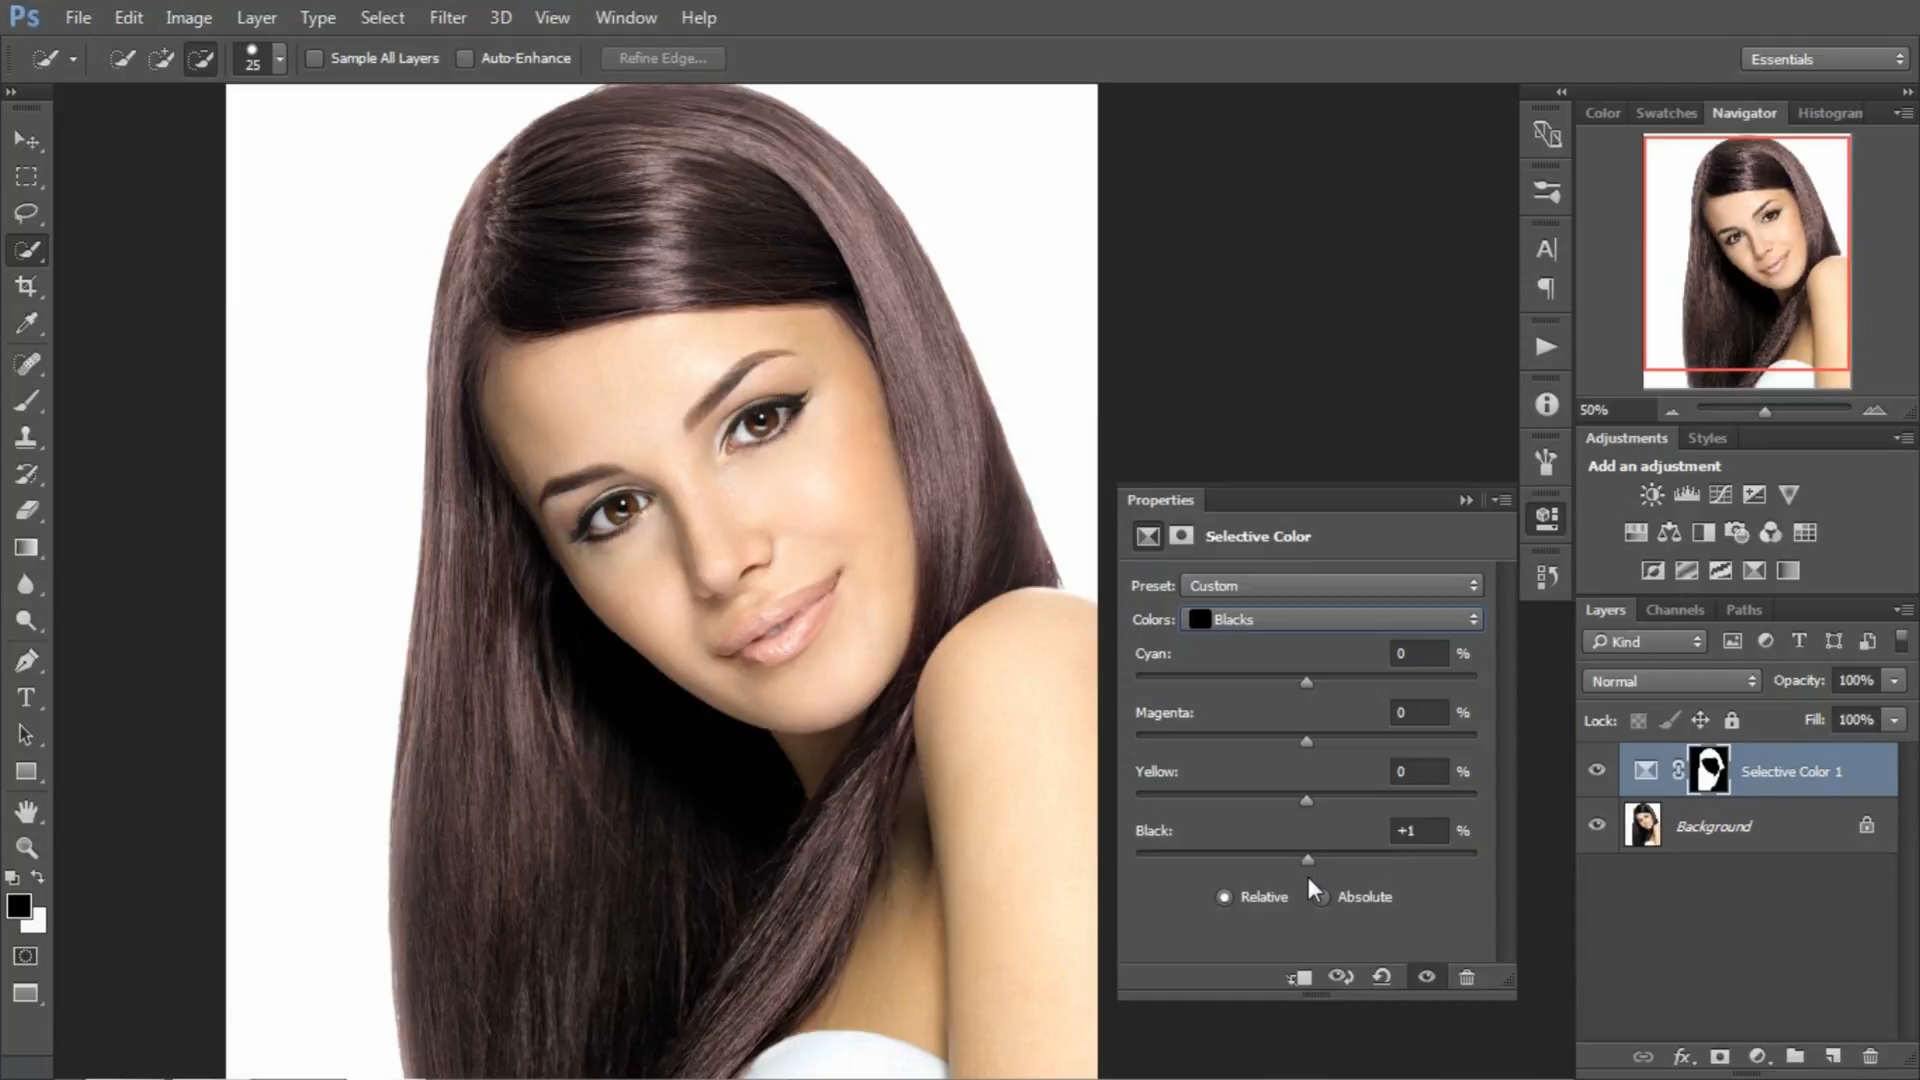 Ps File Edit Image Layer Type Select Filter 3D View Window Help
25 Sample All Layers Auto-Enhance Refine Edge... Essentials
Color Swatches Navigator Histogran
50%
Adjustments Styles
Add an adjustment
Properties
Selective Color
Preset: Custom
Colors: Blacks
Cyan: 0 %
Magenta: 0 %
Yellow: 0 %
Black: +1 %
Relative Absolute
Layers Channels Paths
Kind
Normal Opacity: 100%
Lock: Fill: 100%
Selective Color 1
Background
fx